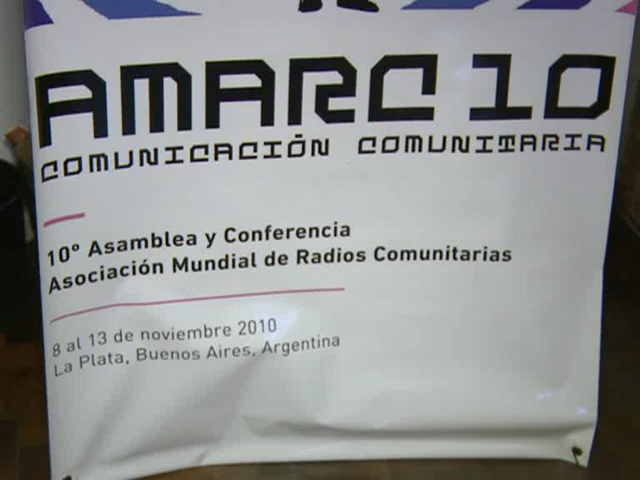 AMARC 10
COMUNICACIÓN COMUNITARIA
10º Asamblea y Conferencia
Asociación Mundial de Radios Comunitarias
8 al 13 de noviembre 2010
La Plata, Buenos Aires, Argentina